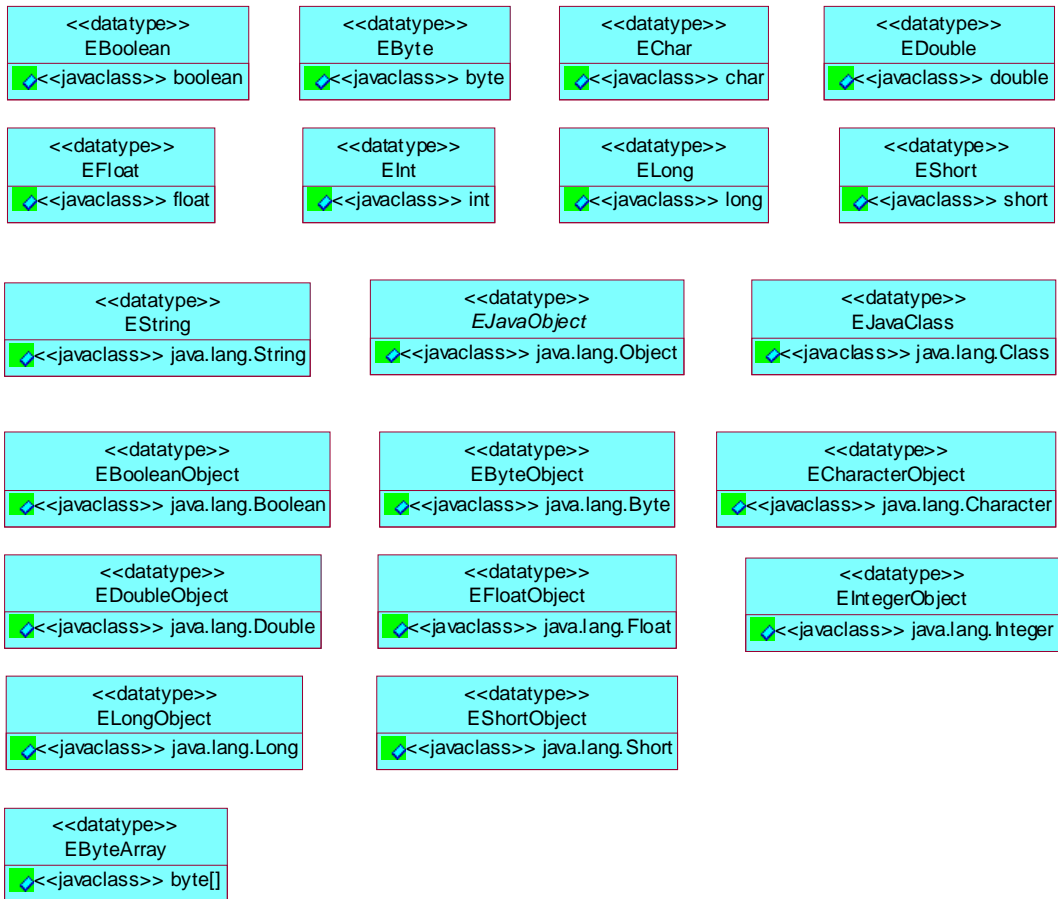 <<datatype>>
EBoolean
<<javaclass>> boolean
<<datatype>>
EByte
<<javaclass>> byte
<<datatype>>
EChar
<<javaclass>> char
<<datatype>>
EDouble
<<javaclass>> double
<<datatype>>
EFloat
<<javaclass>> float
<<datatype>>
EInt
<<javaclass>> int
<<datatype>>
ELong
<<javaclass>> long
<<datatype>>
EShort
<<javaclass>> short
<<datatype>>
EString
<<javaclass>> java.lang.String
<<datatype>>
EJavaObject
<<javaclass>> java.lang.Object
<<datatype>>
EJavaClass
<<javaclass>> java.lang.Class
<<datatype>>
EBooleanObject
<<javaclass>> java.lang.Boolean
<<datatype>>
EByteObject
<<javaclass>> java.lang.Byte
<<datatype>>
ECharacterObject
<<javaclass>> java.lang.Character
<<datatype>>
EDoubleObject
<<javaclass>> java.lang.Double
<<datatype>>
EFloatObject
<<javaclass>> java.lang.Float
<<datatype>>
EIntegerObject
<<javaclass>> java.lang.Integer
<<datatype>>
ELongObject
<<javaclass>> java.lang.Long
<<datatype>>
EShortObject
<<javaclass>> java.lang.Short
<<datatype>>
EByteArray
<<javaclass>> byte[]